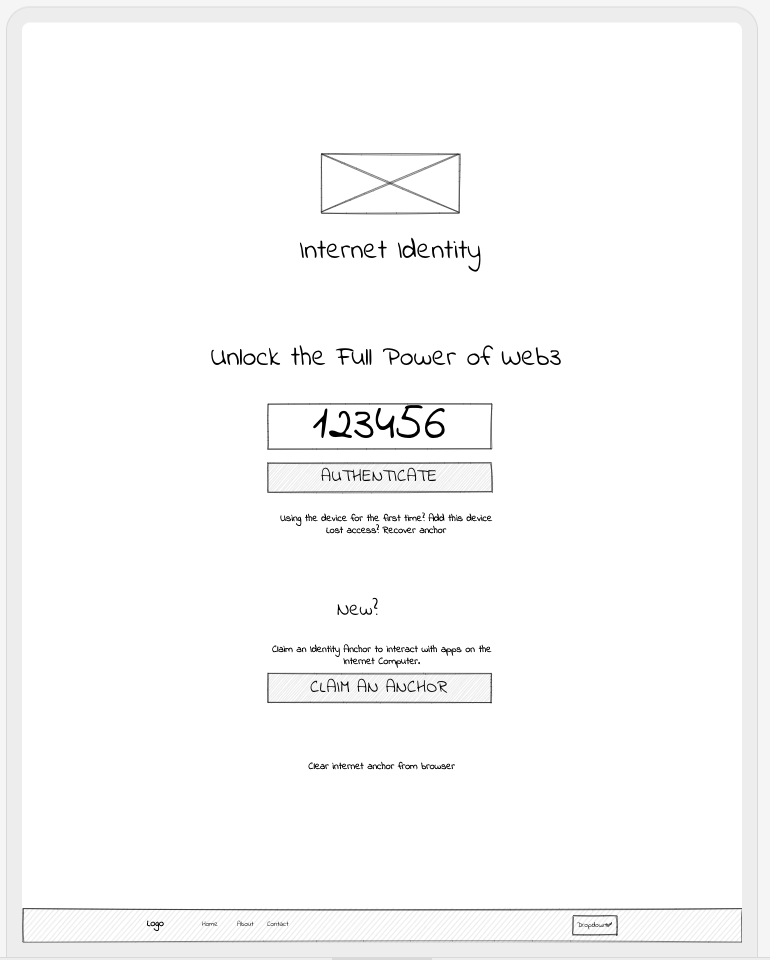 Internet Identity
Unlock the Full Power of Web3
123456
AUTHENTICATE
Using the device for the first time? Add this device
Lost access? Recover anchor
New?
Claim an Identity Anchor to interact with apps on the
Internet Computer.
CLAIM AN ANCHOR
Clear internet anchor from browser
Logo Home About Contact Dropdown